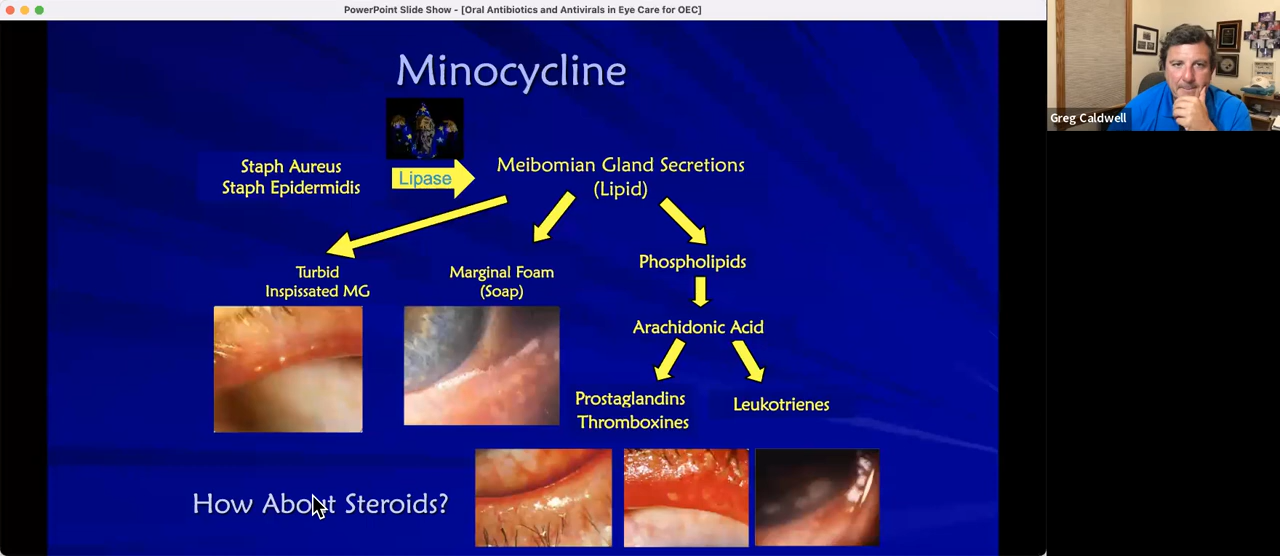 PowerPoint Slide Show - [Oral Antibiotics and Antivirals in Eye Care for OEC]
Minocycline
Staph Aureus
Staph Epidermidis
Lipase
Meibomian Gland Secretions
(Lipid)
Turbid
Inspissated MG
Marginal Foam
(Soap)
Phospholipids
Arachidonic Acid
Prostaglandins
Thromboxines
Leukotrienes
How About Steroids?
Greg Caldwell